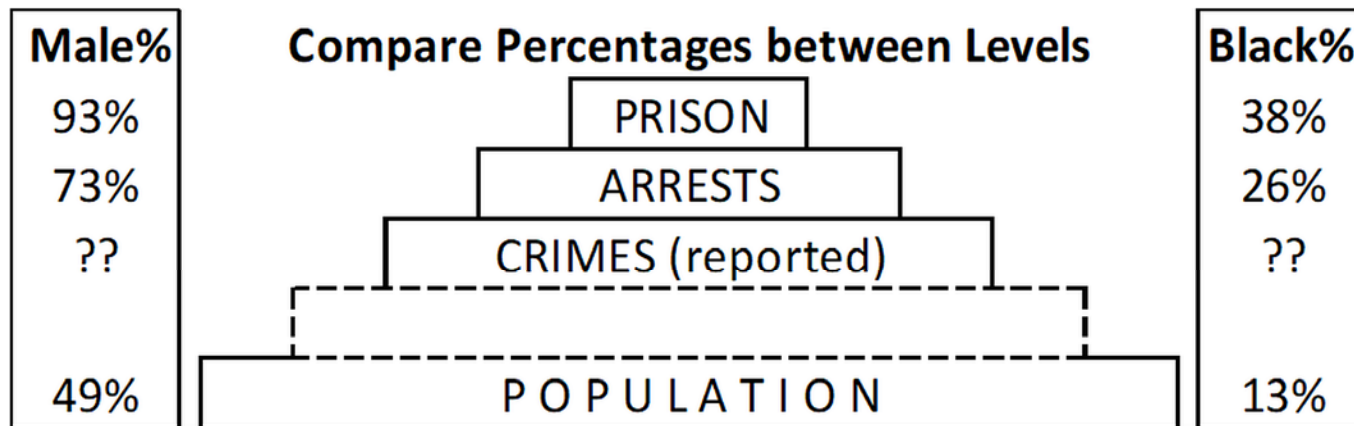 Male% Compare Percentages between Levels Black%
93% PRISON 38%
73% ARRESTS 26%
?? CRIMES (reported) ??
49% POPULATION 13%